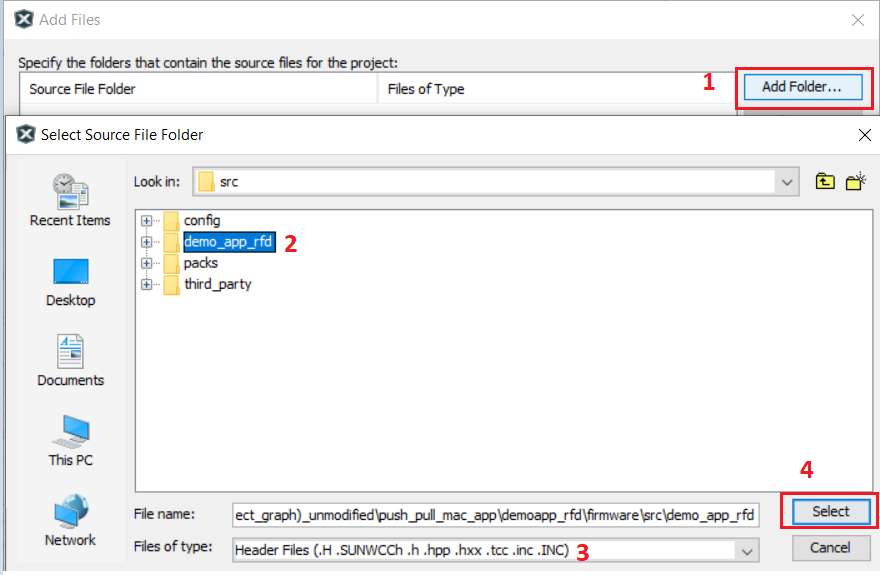 Add Files
Specify the folders that contain the source files for the project:
Source File Folder Files of Type 1 Add Folder...
Select Source File Folder
Look in: src
Recent Items
Desktop
Documents
This PC
Network
config
demo_app_rfd 2
packs
third_party
4
File name: ect_graph)_unmodified\push_pull_mac_app\demoapp_rfd\firmware\src\demo_app_rfd Select
Files of type: Header Files (.H .SUNWCCh .h .hpp .hxx .tcc .inc .INC) 3 Cancel